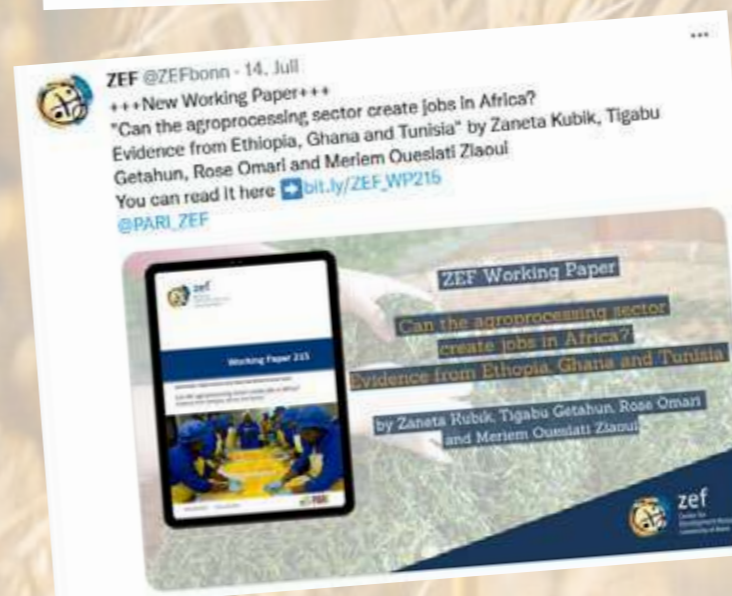 ZEF @ZEFbonn · 14. Juli
+++New Working Paper+++
"Can the agroprocessing sector create jobs in Africa?
Evidence from Ethiopia, Ghana and Tunisia" by Zaneta Kubik, Tigabu
Getahun, Rose Omari and Meriem Oueslati Zlaoui
You can read it here ➡bit.ly/ZEF_WP215
@PARI_ZEF
zef
Working Paper 215
ZEF Working Paper
Can the agroprocessing sector
create jobs in Africa?
Evidence from Ethopia, Ghana and Tunisia
by Zaneta Kubik, Tigabu Getahun, Rose Omari
and Meriem Oueslati Zlaoui
zef